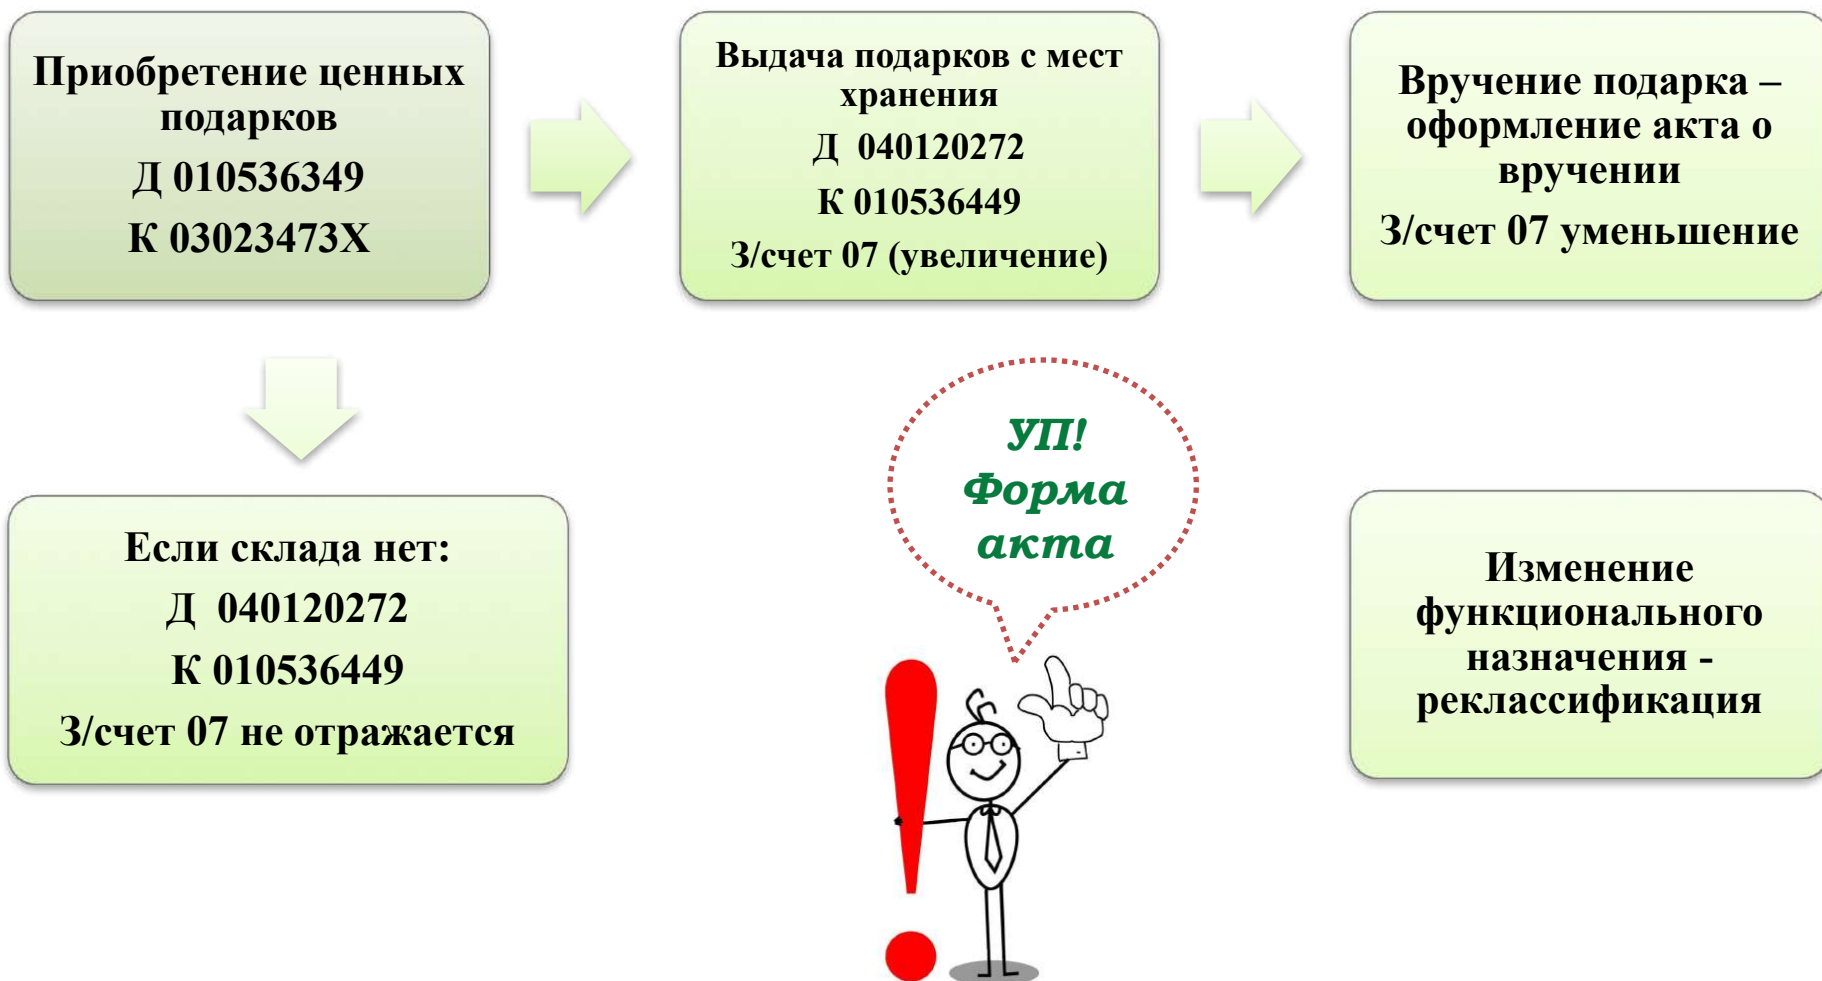 Приобретение ценных
подарков
Д 010536349
К 03023473Х
Выдача подарков с мест
хранения
Д 040120272
К 010536449
З/счет 07 (увеличение)
Вручение подарка –
оформление акта о
вручении
З/счет 07 уменьшение
Если склада нет:
Д 040120272
К 010536449
З/счет 07 не отражается
УП!
Форма
акта
Изменение
функционального
назначения -
реклассификация